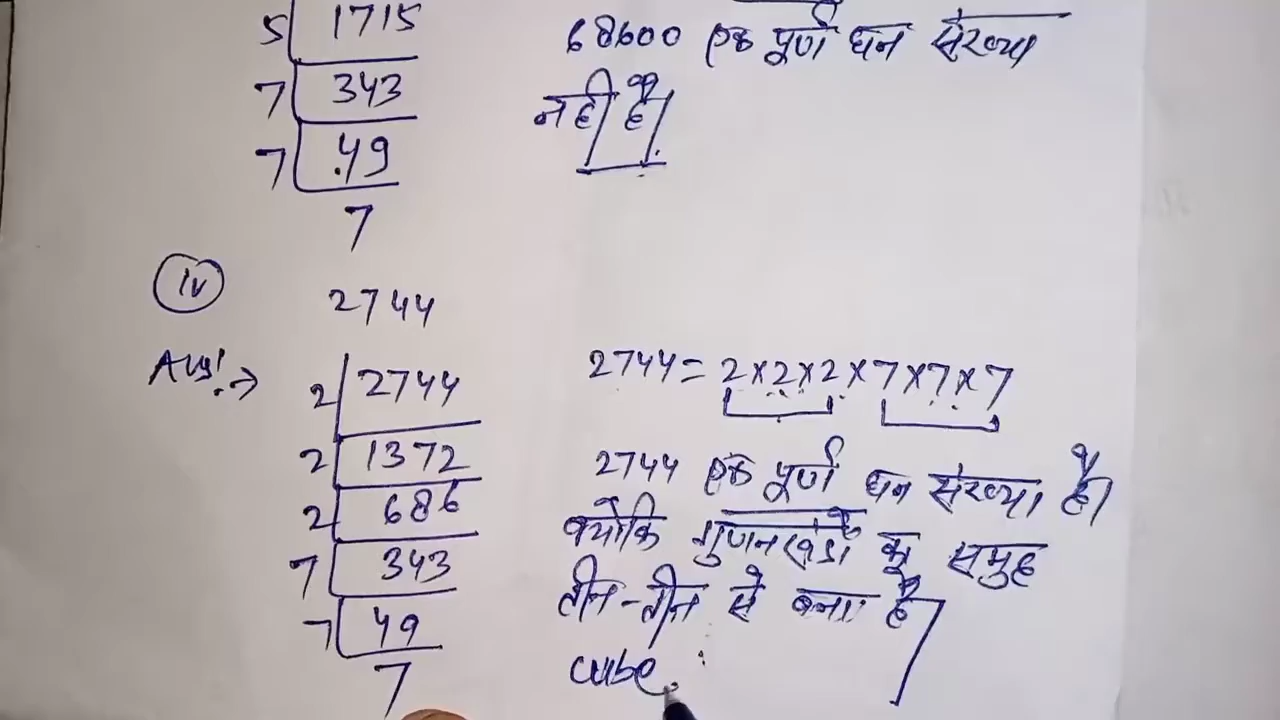 5 | 1715
7 | 343
7 | 49
7
68600 एक पूर्ण घन संख्या
नही है।
(iv) 2744
Ans:→
2 | 2744
2 | 1372
2 | 686
7 | 343
7 | 49
7
2744 = 2×2×2×7×7×7
2744 एक पूर्ण घन संख्या है।
क्योकि गुणनखंडो का समुह
तीन-तीन से बना है।
cube